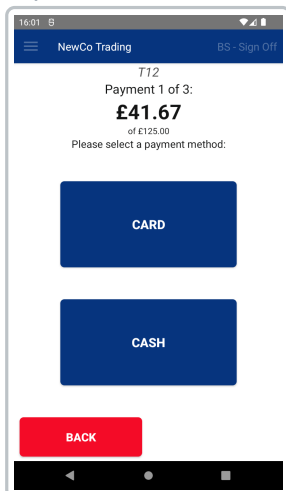 16:01
NewCo Trading
BS - Sign Off
T12
Payment 1 of 3:
£41.67
of £125.00
Please select a payment method:
CARD
CASH
BACK